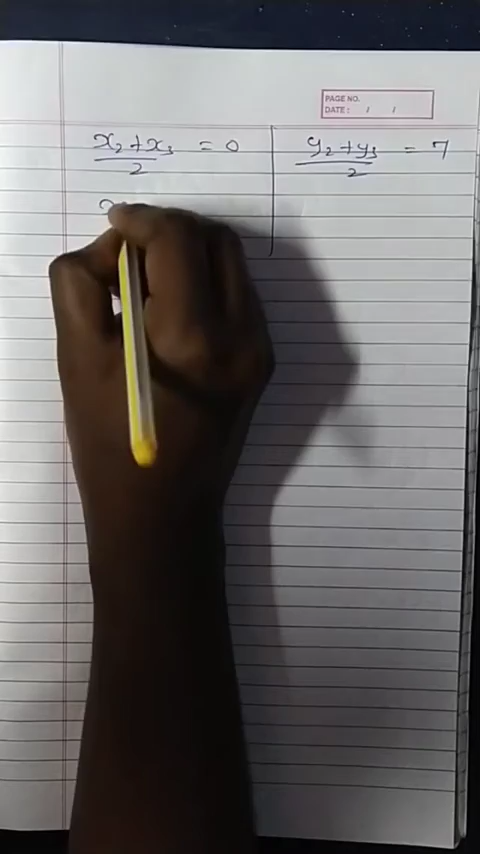 PAGE NO.
DATE : / /
x₂+x₃/2 = 0
y₂+y₃/2 = 7